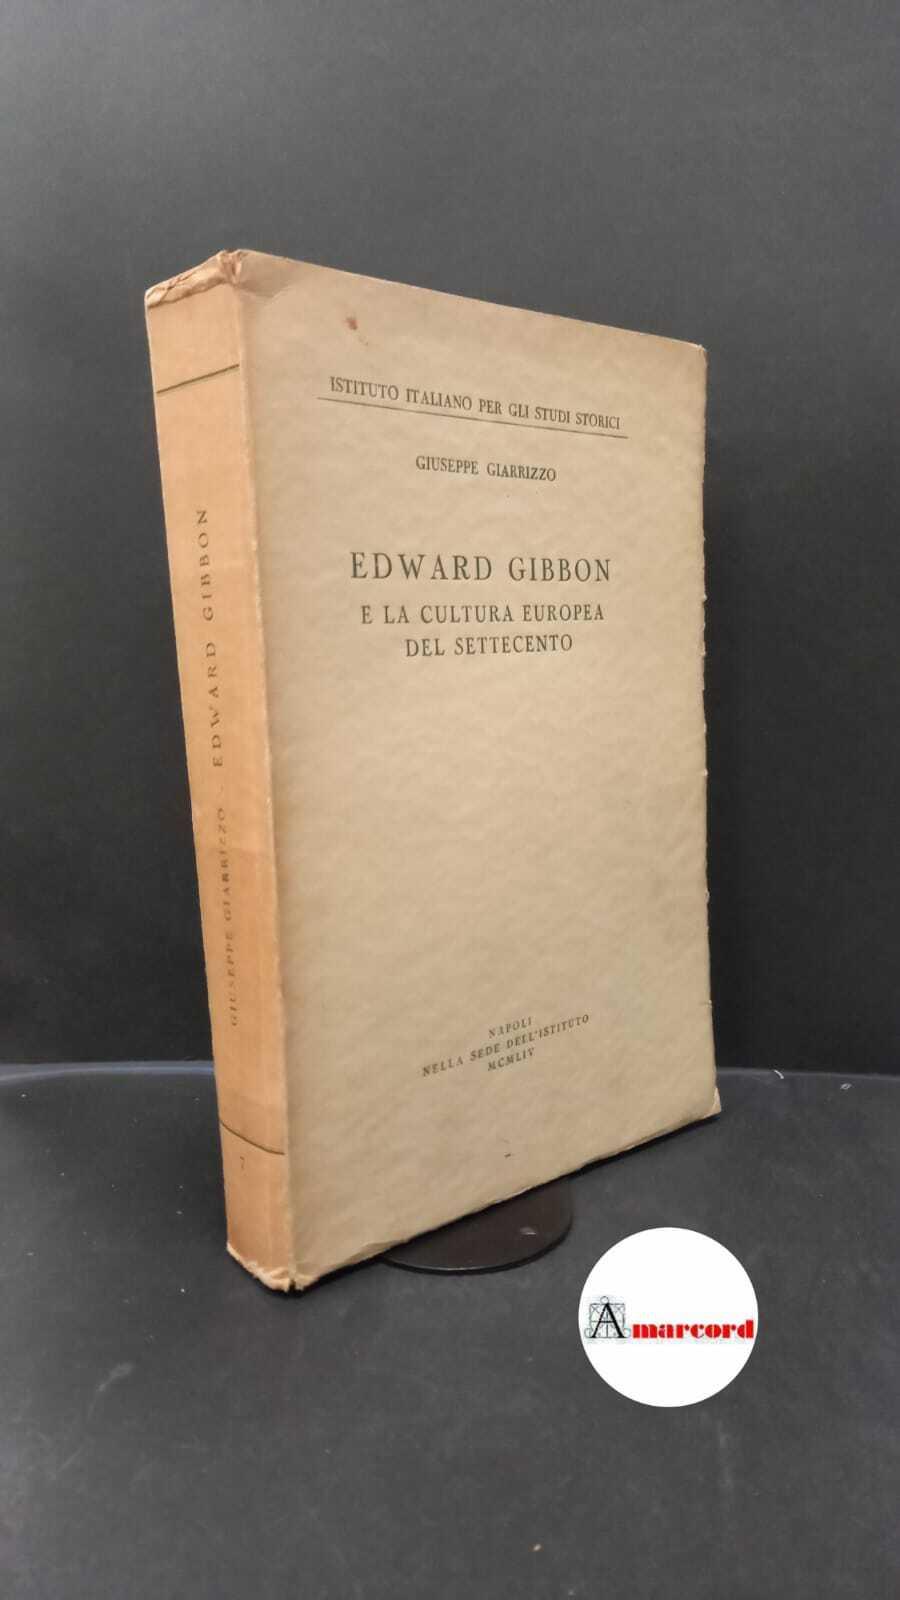 ISTITUTO ITALIANO PER GLI STUDI STORICI
GIUSEPPE GIARRIZZO
EDWARD GIBBON
E LA CULTURA EUROPEA
DEL SETTECENTO
NAPOLI
NELLA SEDE DELL'ISTITUTO
MCMLIV
GIUSEPPE GIARRIZZO - EDWARD GIBBON
7
Amarcord